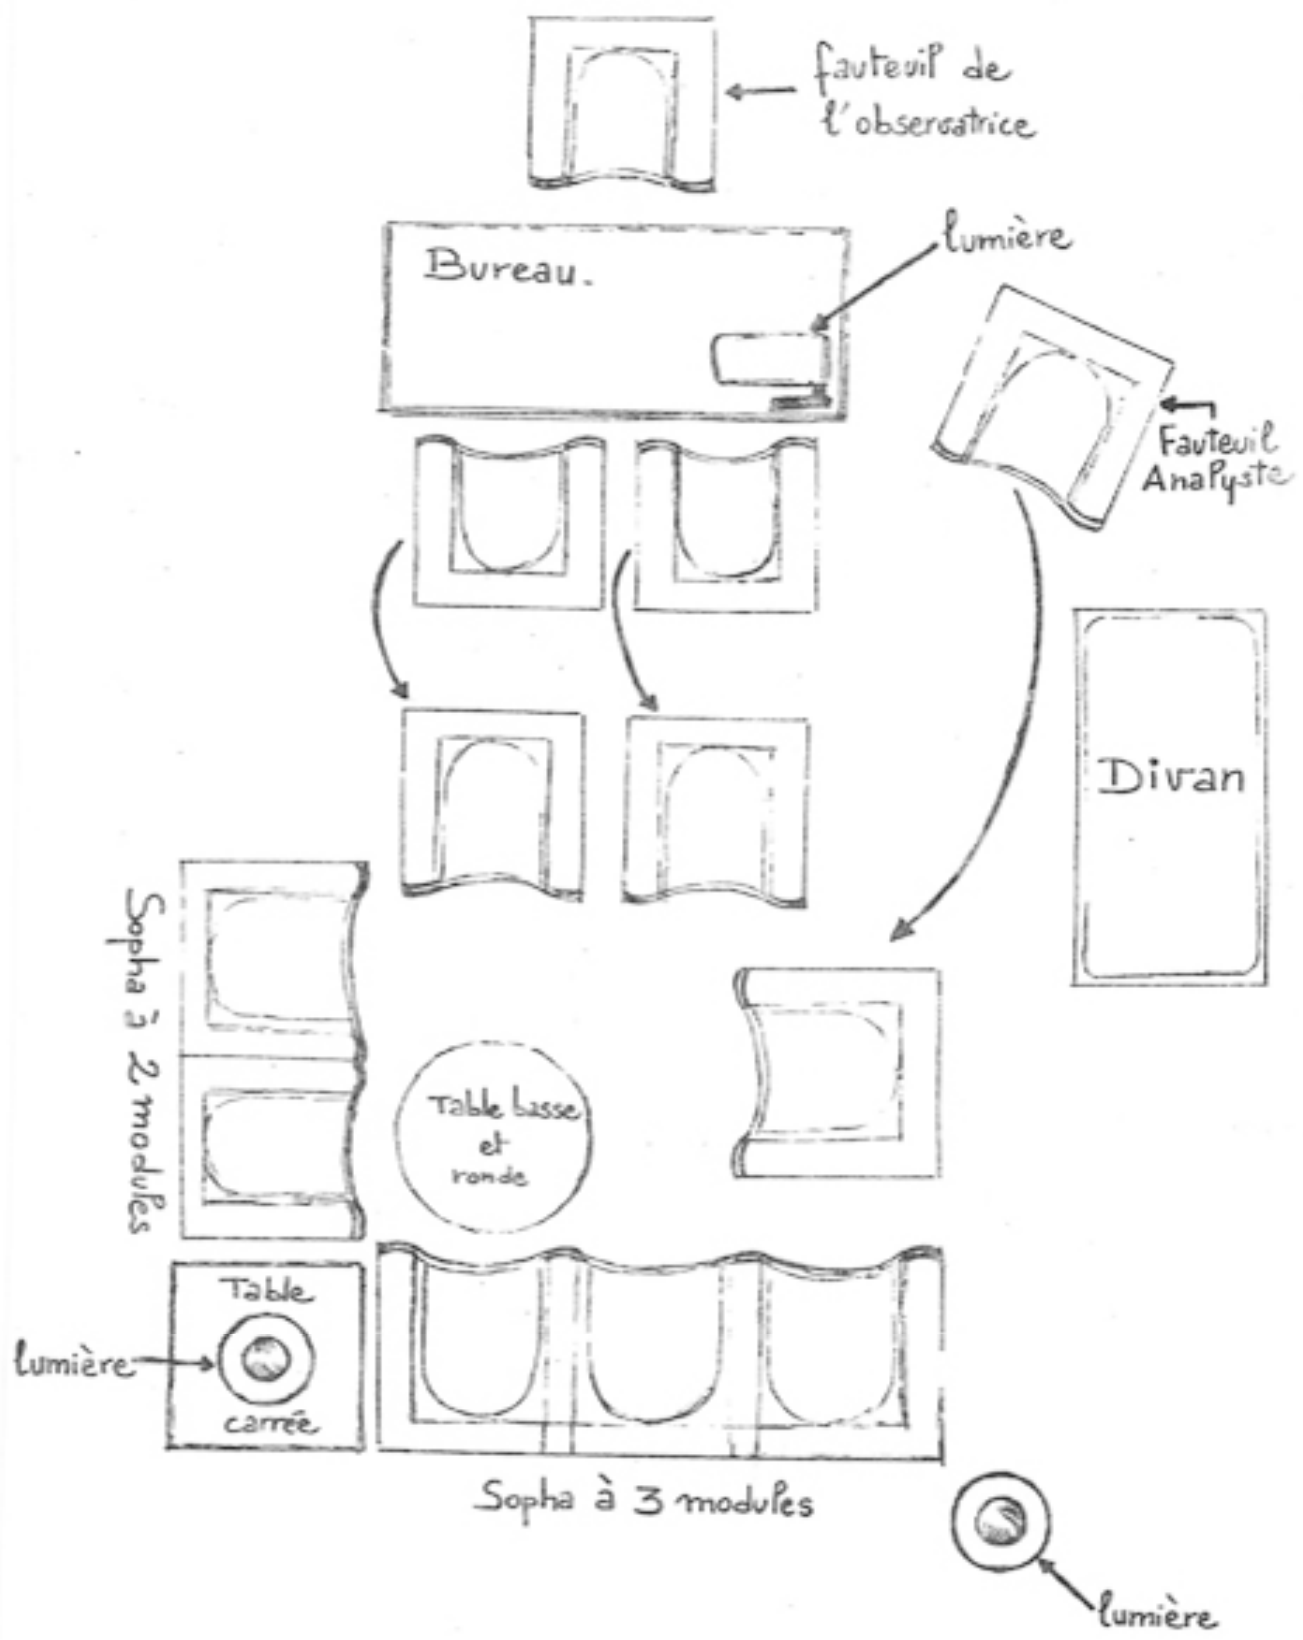 fauteuil de
l'observatrice
lumière
Bureau.
Fauteuil
Analyste
Divan
Sopha à 2 modules
Table basse
et
ronde
Table
lumière
carrée
Sopha à 3 modules
lumière